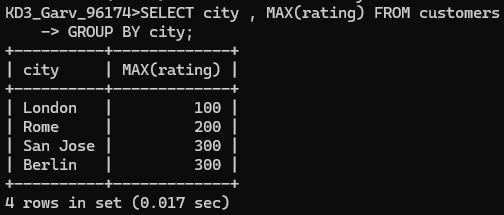 KD3_Garv_96174>SELECT city , MAX(rating) FROM customers
    -> GROUP BY city;
+----------+-------------+
| city     | MAX(rating) |
+----------+-------------+
| London   |         100 |
| Rome     |         200 |
| San Jose |         300 |
| Berlin   |         300 |
+----------+-------------+
4 rows in set (0.017 sec)